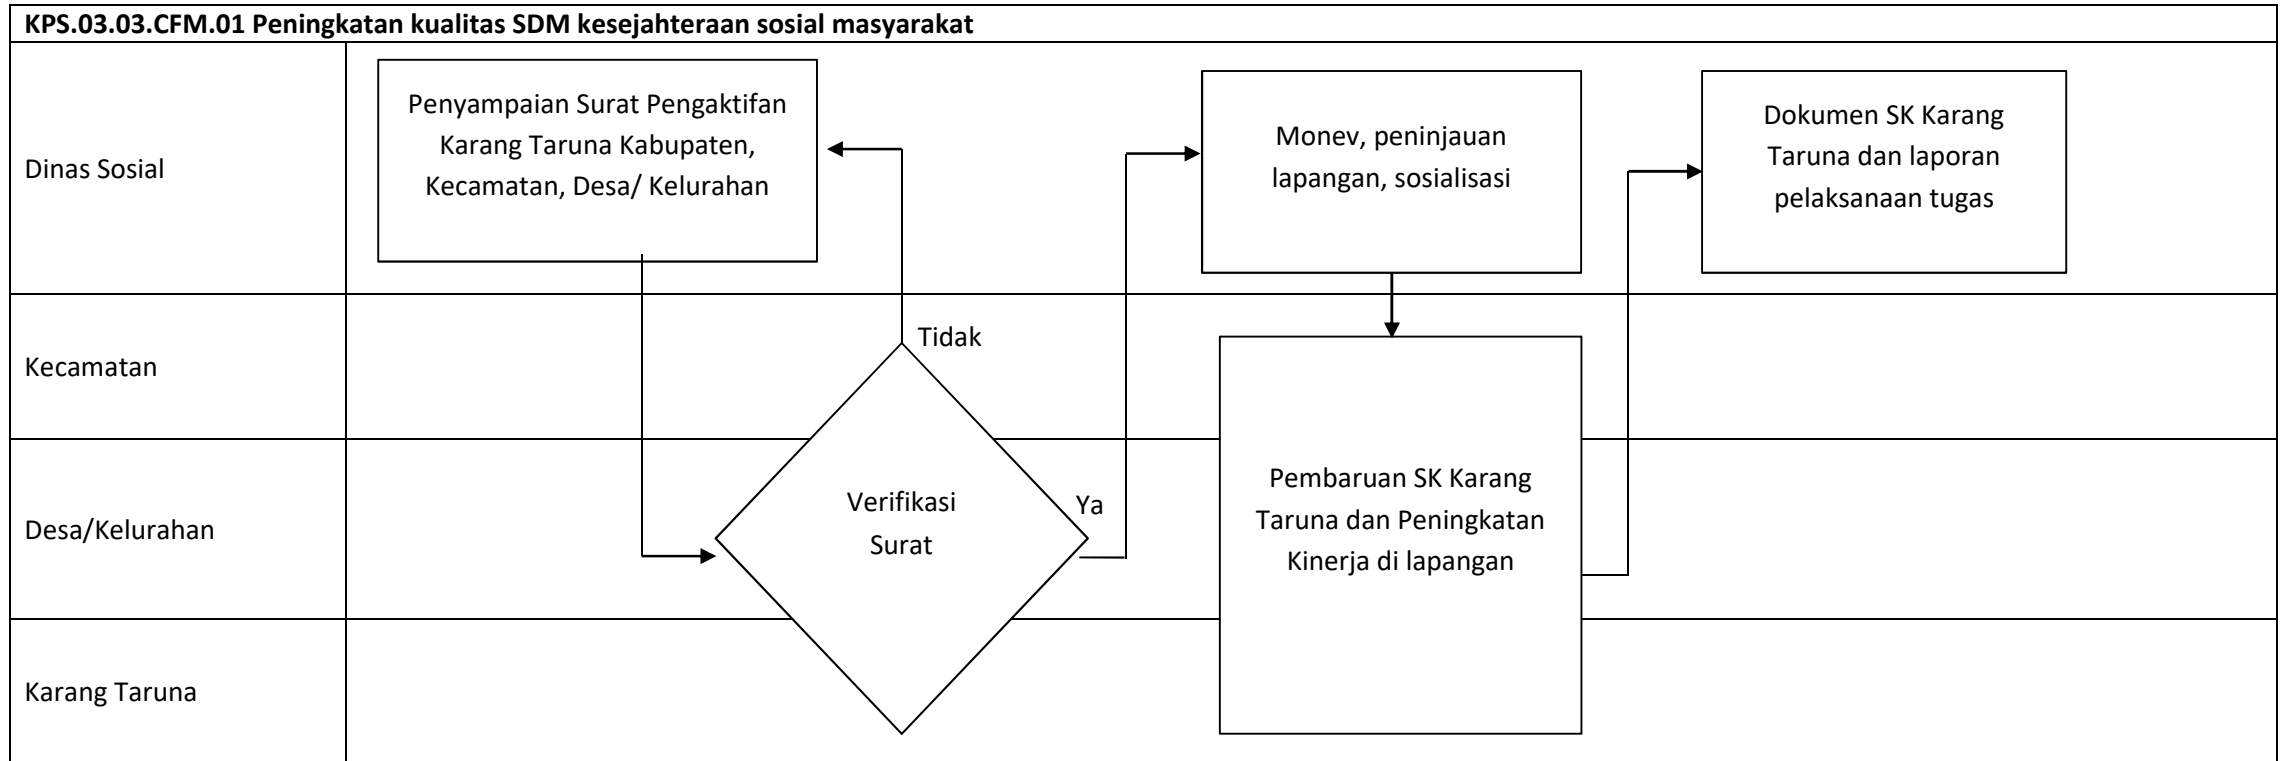 KPS.03.03.CFM.01 Peningkatan kualitas SDM kesejahteraan sosial masyarakat
Dinas Sosial
Penyampaian Surat Pengaktifan
Karang Taruna Kabupaten,
Kecamatan, Desa/ Kelurahan
Monev, peninjauan
lapangan, sosialisasi
Dokumen SK Karang
Taruna dan laporan
pelaksanaan tugas
Kecamatan
Tidak
Desa/Kelurahan
Verifikasi
Surat
Ya
Pembaruan SK Karang
Taruna dan Peningkatan
Kinerja di lapangan
Karang Taruna